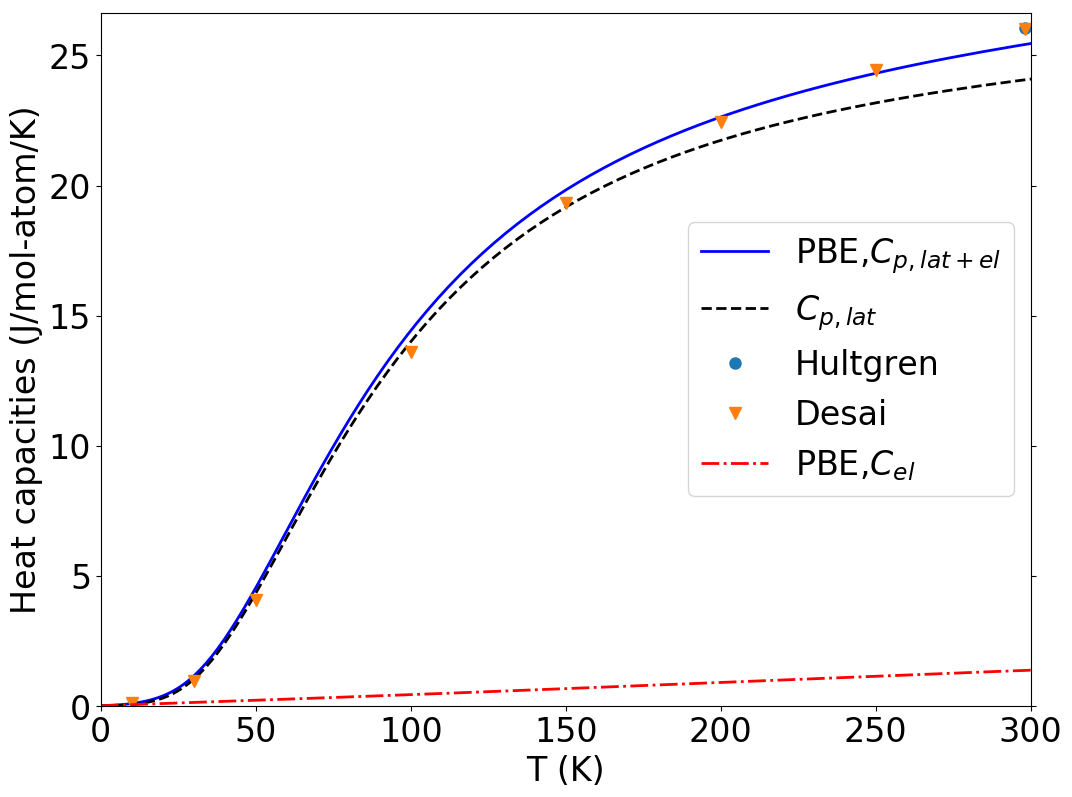 Heat capacities (J/mol-atom/K)
25
20
15
10
5
0
PBE,C_{p,lat+el}
C_{p,lat}
Hultgren
Desai
PBE,C_{el}
0 50 100 150 200 250 300
T (K)